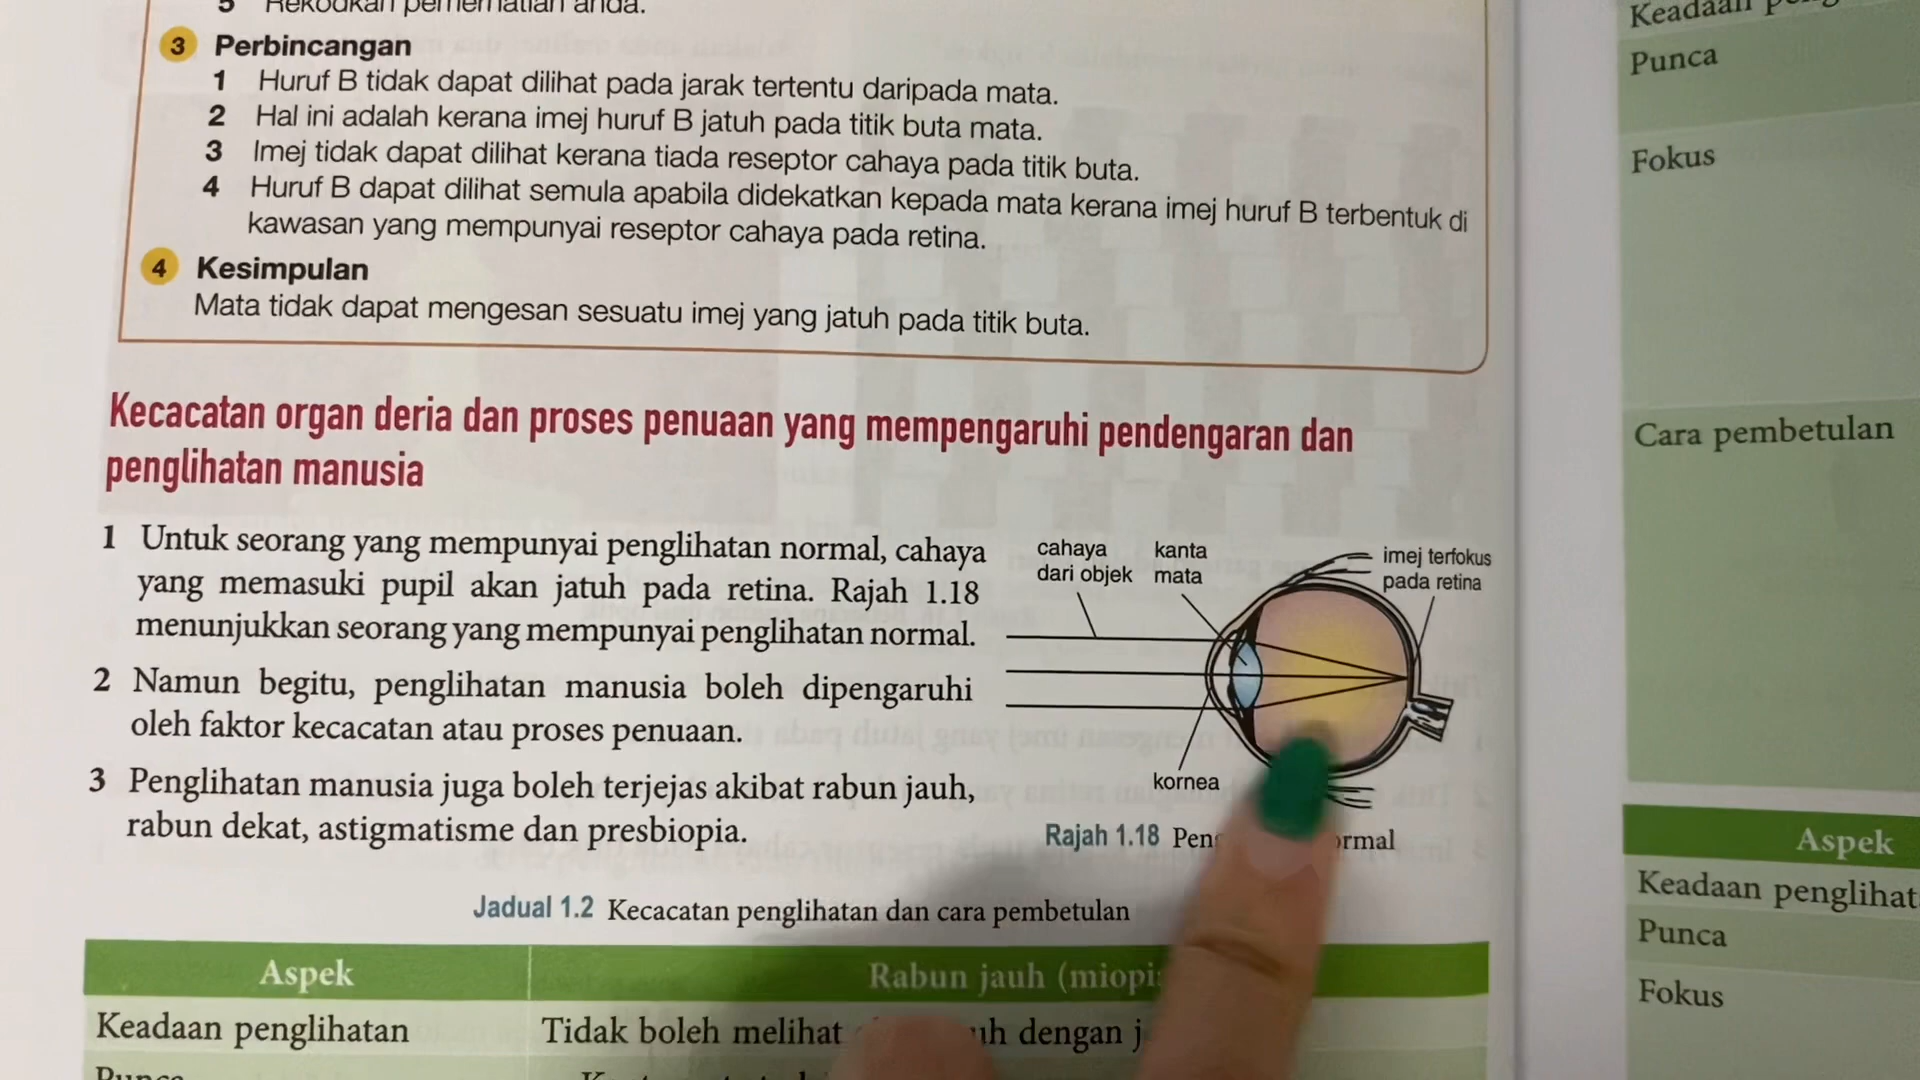 5 Rekodkan pemerhatian anda.
3 Perbincangan
1 Huruf B tidak dapat dilihat pada jarak tertentu daripada mata.
2 Hal ini adalah kerana imej huruf B jatuh pada titik buta mata.
3 Imej tidak dapat dilihat kerana tiada reseptor cahaya pada titik buta.
4 Huruf B dapat dilihat semula apabila didekatkan kepada mata kerana imej huruf B terbentuk di
kawasan yang mempunyai reseptor cahaya pada retina.
4 Kesimpulan
Mata tidak dapat mengesan sesuatu imej yang jatuh pada titik buta.
Kecacatan organ deria dan proses penuaan yang mempengaruhi pendengaran dan
penglihatan manusia
1 Untuk seorang yang mempunyai penglihatan normal, cahaya
yang memasuki pupil akan jatuh pada retina. Rajah 1.18
menunjukkan seorang yang mempunyai penglihatan normal.
2 Namun begitu, penglihatan manusia boleh dipengaruhi
oleh faktor kecacatan atau proses penuaan.
3 Penglihatan manusia juga boleh terjejas akibat rabun jauh,
rabun dekat, astigmatisme dan presbiopia.
cahaya
dari objek
kanta
mata
imej terfokus
pada retina
kornea
Rajah 1.18
Jadual 1.2 Kecacatan penglihatan dan cara pembetulan
Aspek
Rabun jauh
Keadaan penglihatan
Tidak boleh melihat
dengan
Keadaan
Punca
Fokus
Cara pembetulan
Aspek
Keadaan
Punca
Fokus